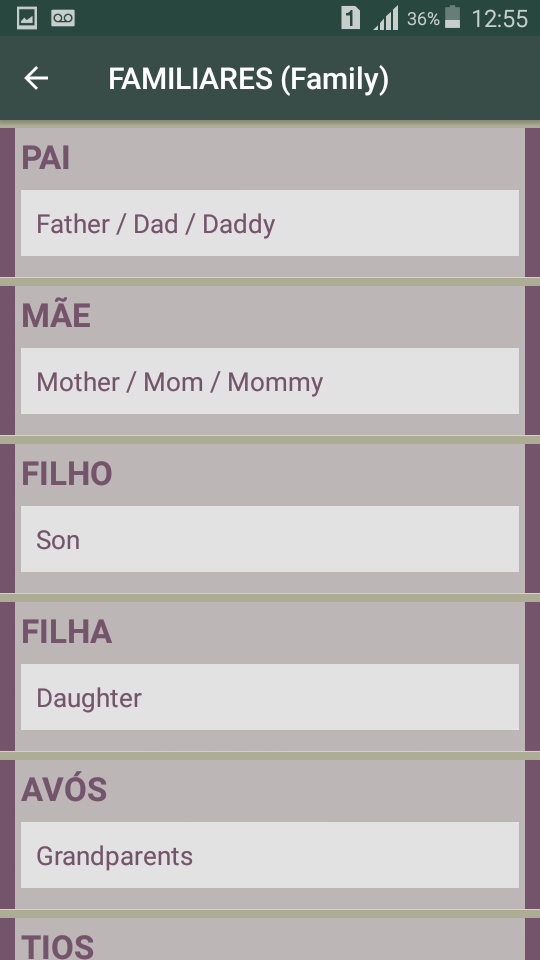 1 36% 12:55
FAMILIARES (Family)
PAI
Father / Dad / Daddy
MÃE
Mother / Mom / Mommy
FILHO
Son
FILHA
Daughter
AVÓS
Grandparents
TIOS